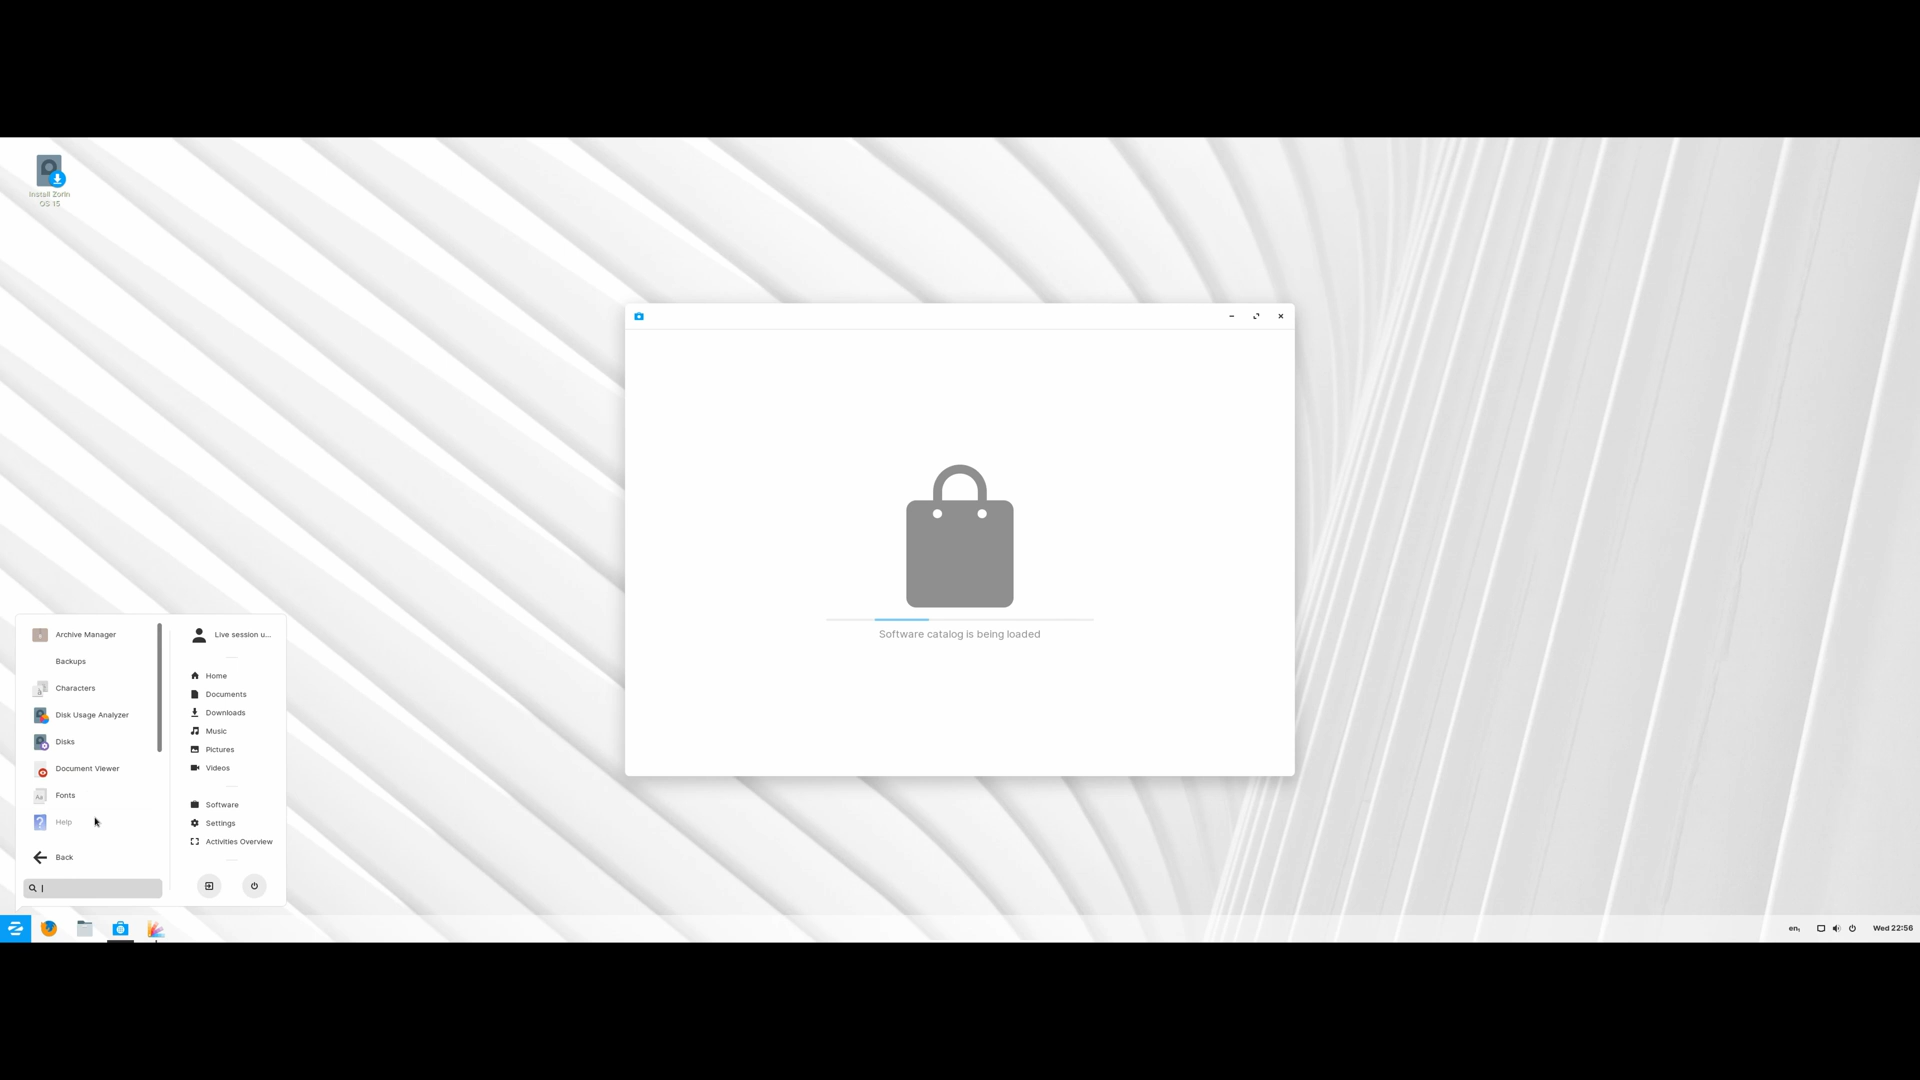 Install Zorin
OS 15
Software catalog is being loaded
Archive Manager
Backups
Characters
Disk Usage Analyzer
Disks
Document Viewer
Fonts
Help
Back
Live session u...
Home
Documents
Downloads
Music
Pictures
Videos
Software
Settings
Activities Overview
en₁
Wed 22:56